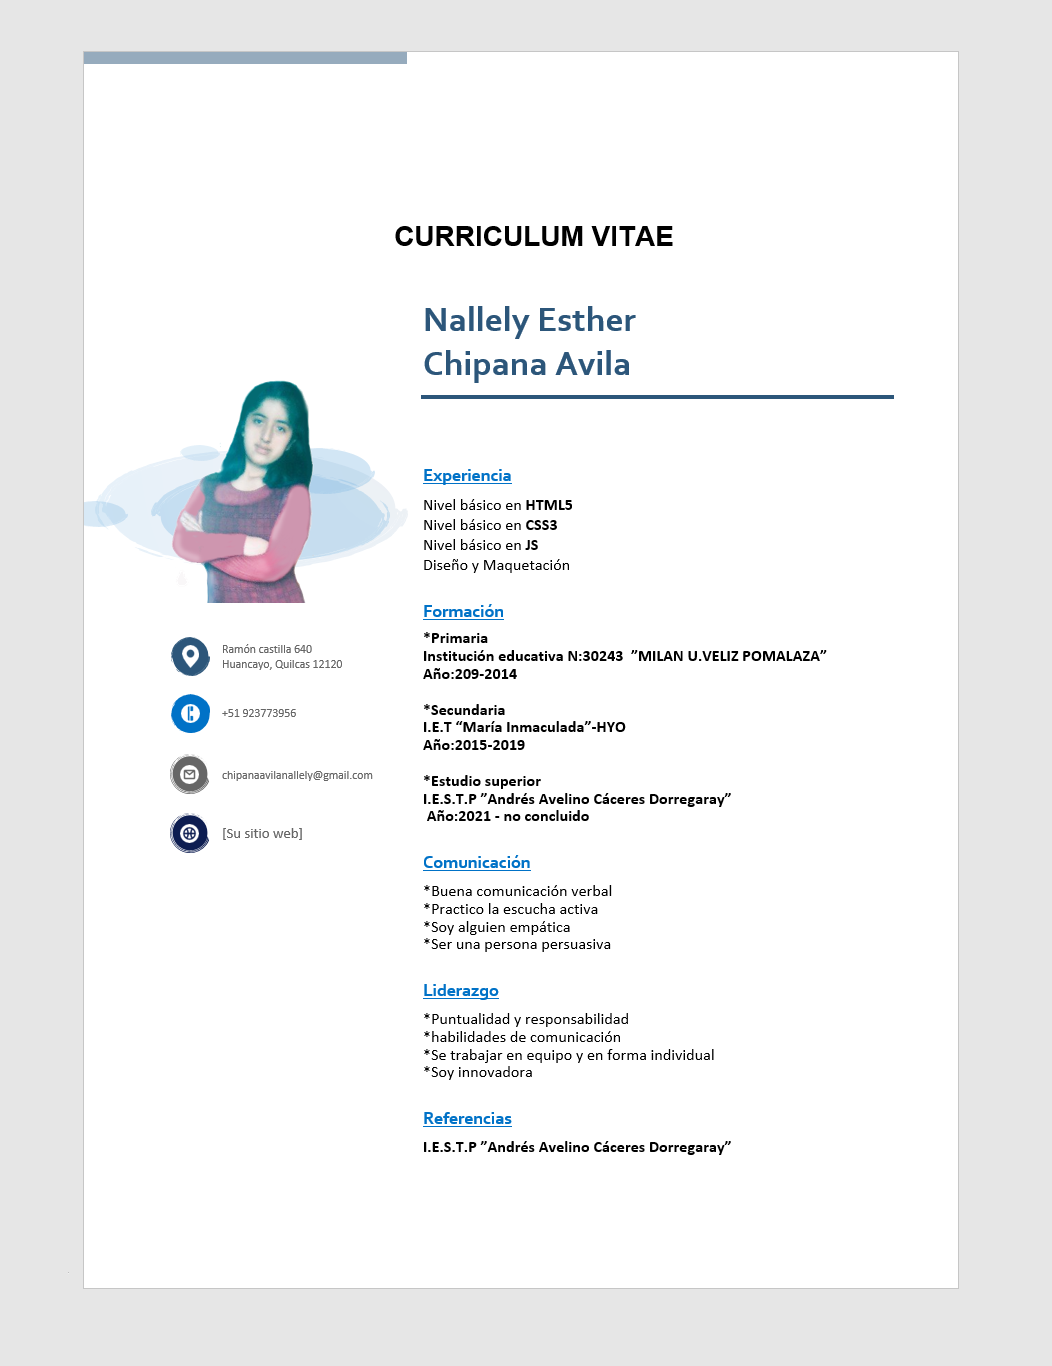 CURRICULUM VITAE
Nallely Esther
Chipana Avila
Ramón castilla 640
Huancayo, Quilcas 12120
+51 923773956
chipanaavilanallely@gmail.com
[Su sitio web]
Experiencia
Nivel básico en HTML5
Nivel básico en CSS3
Nivel básico en JS
Diseño y Maquetación
Formación
*Primaria
Institución educativa N:30243 ”MILAN U.VELIZ POMALAZA”
Año:209-2014
*Secundaria
I.E.T “María Inmaculada”-HYO
Año:2015-2019
*Estudio superior
I.E.S.T.P ”Andrés Avelino Cáceres Dorregaray”
Año:2021 - no concluido
Comunicación
*Buena comunicación verbal
*Practico la escucha activa
*Soy alguien empática
*Ser una persona persuasiva
Liderazgo
*Puntualidad y responsabilidad
*habilidades de comunicación
*Se trabajar en equipo y en forma individual
*Soy innovadora
Referencias
I.E.S.T.P ”Andrés Avelino Cáceres Dorregaray”